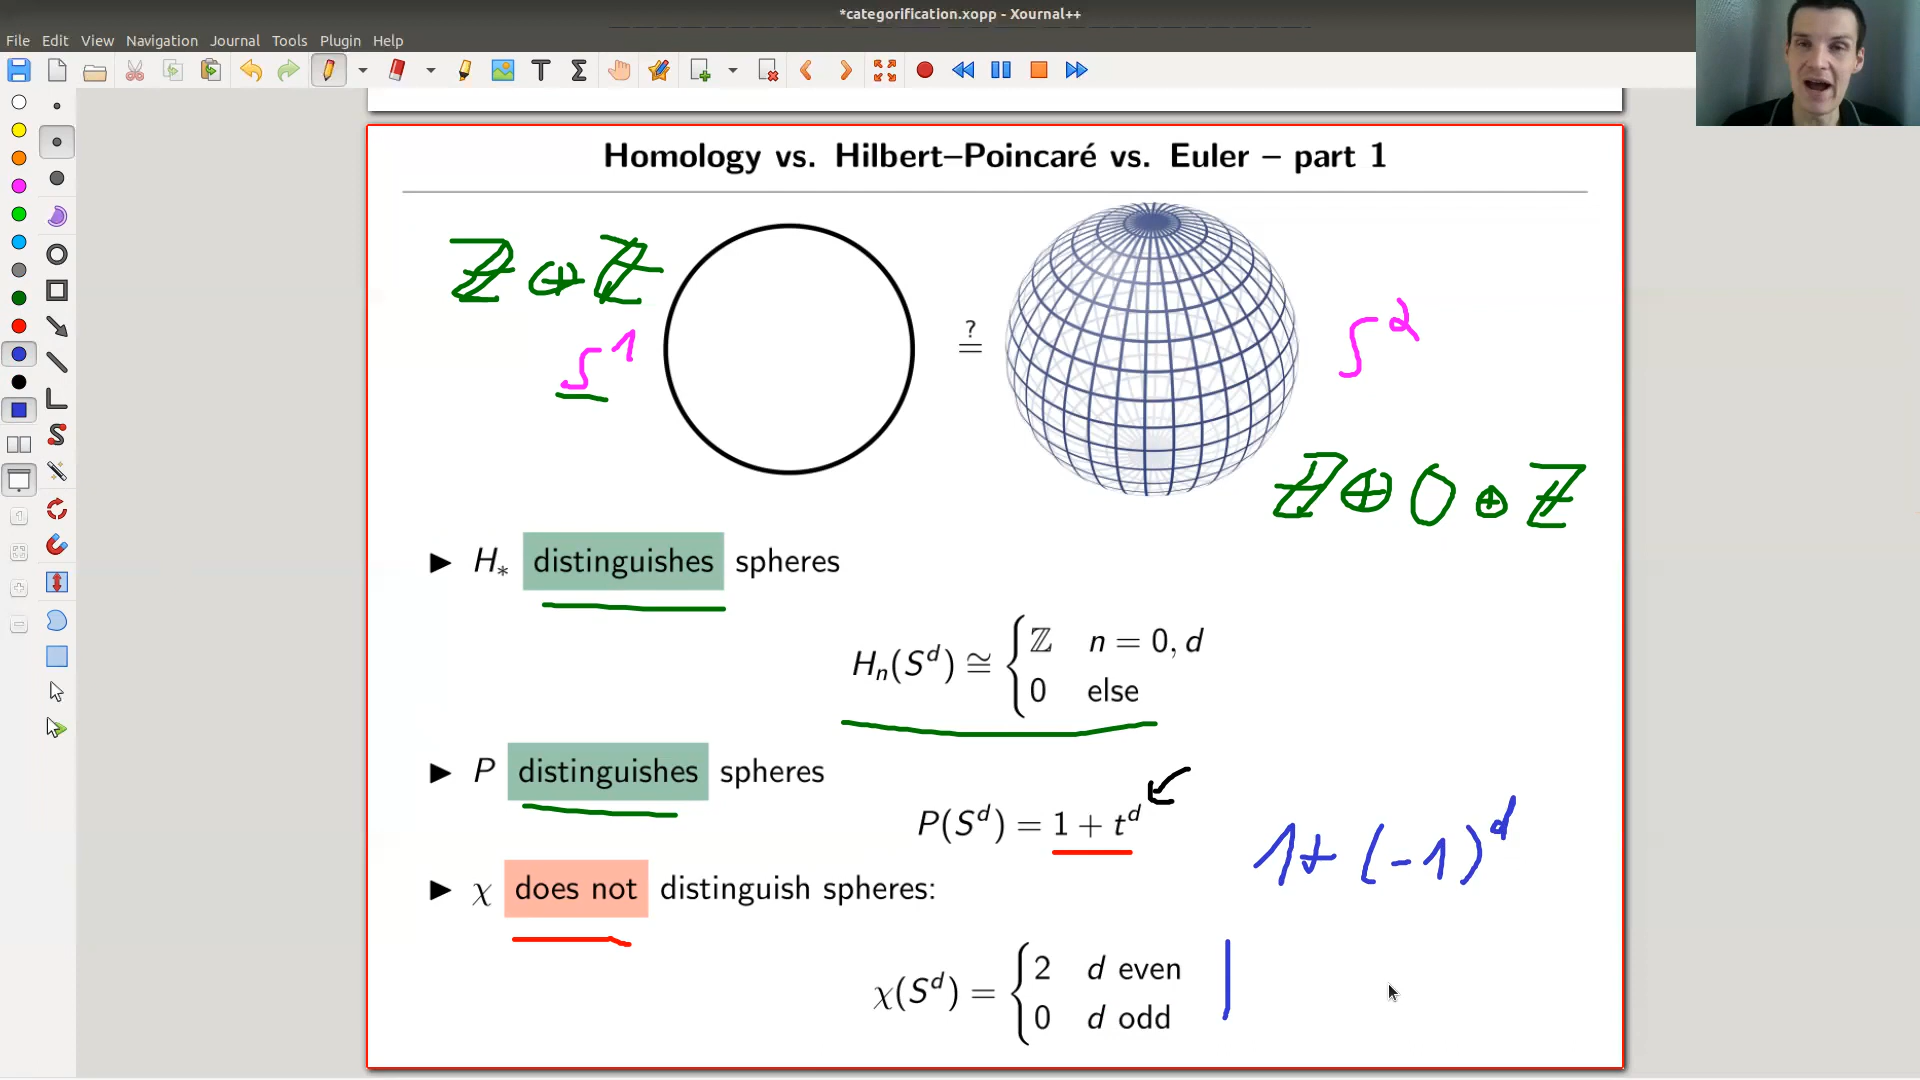 *categorification.xopp - Xournal++
File Edit View Navigation Journal Tools Plugin Help
Homology vs. Hilbert–Poincaré vs. Euler – part 1
ℤ ⊕ ℤ
S¹
?
=
S²
ℤ ⊕ 0 ⊕ ℤ
▶ H∗ distinguishes spheres
Hₙ(Sᵈ) ≅ { ℤ n = 0, d
0 else
▶ P distinguishes spheres
P(Sᵈ) = 1 + tᵈ
1 + (-1)ᵈ
▶ χ does not distinguish spheres:
χ(Sᵈ) = { 2 d even
0 d odd